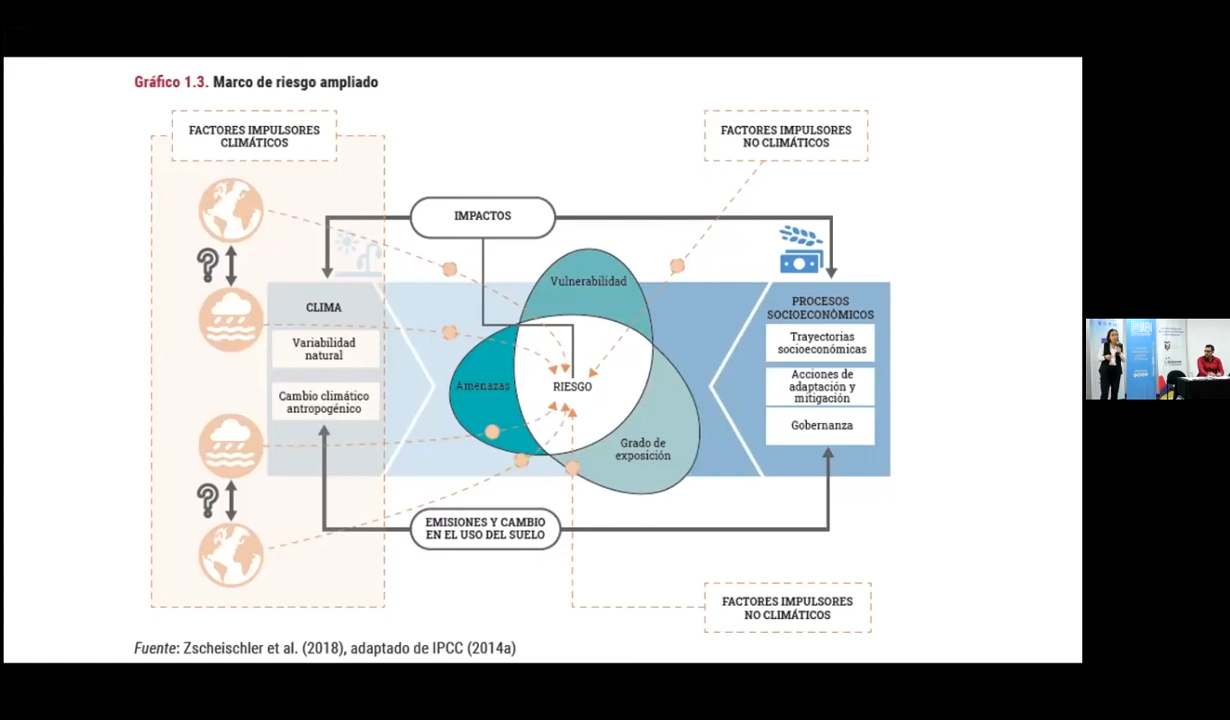 Gráfico 1.3. Marco de riesgo ampliado
FACTORES IMPULSORES
CLIMÁTICOS
FACTORES IMPULSORES
NO CLIMÁTICOS
IMPACTOS
Vulnerabilidad
CLIMA
Variabilidad
natural
Cambio climático
antropogénico
Amenazas
RIESGO
Grado de
exposición
PROCESOS
SOCIOECONÓMICOS
Trayectorias
socioeconómicas
Acciones de
adaptación y
mitigación
Gobernanza
EMISIONES Y CAMBIO
EN EL USO DEL SUELO
FACTORES IMPULSORES
NO CLIMÁTICOS
Fuente: Zscheischler et al. (2018), adaptado de IPCC (2014a)